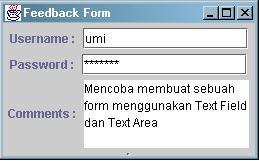 Feedback Form
Username : umi
Password : *******
Comments : Mencoba membuat sebuah
form menggunakan Text Field
dan Text Area